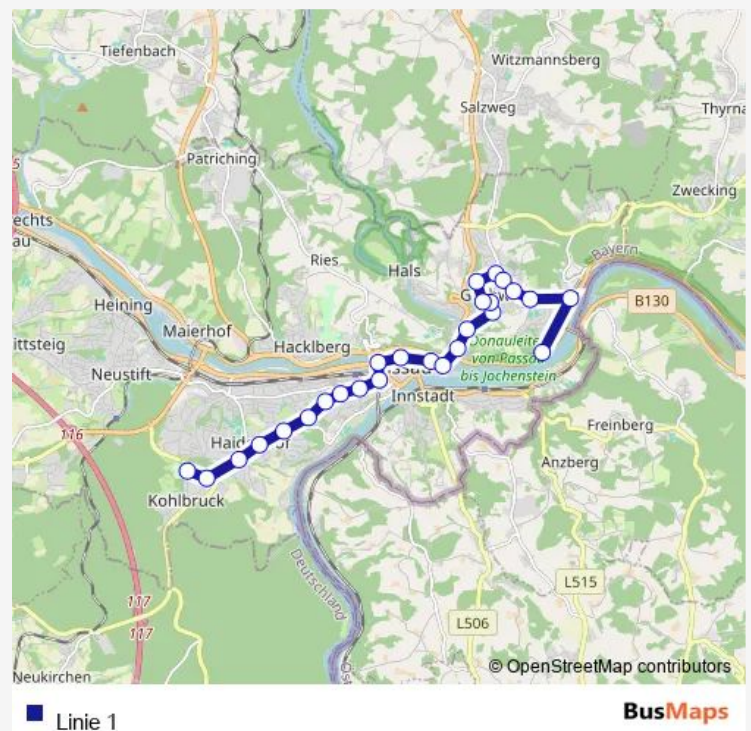 Tiefenbach
Witzmannsberg
Salzweg
Thyrna
Patriching
Zwecking
5
echts
au
Ries
Hals
Bayern
Heining
B130
Maierhof
Donauleite
von Passau
bis Jochenstein
ittsteig
Hacklberg
Neustift
Innstadt
116
Freinberg
Anzberg
Kohlbruck
Deutschland
L515
117
117
L506
Neukirchen
Öst
© OpenStreetMap contributors
Linie 1
BusMaps